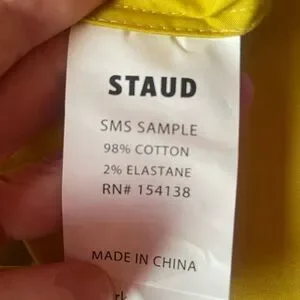 STAUD
SMS SAMPLE
98% COTTON
2% ELASTANE
RN# 154138
MADE IN CHINA